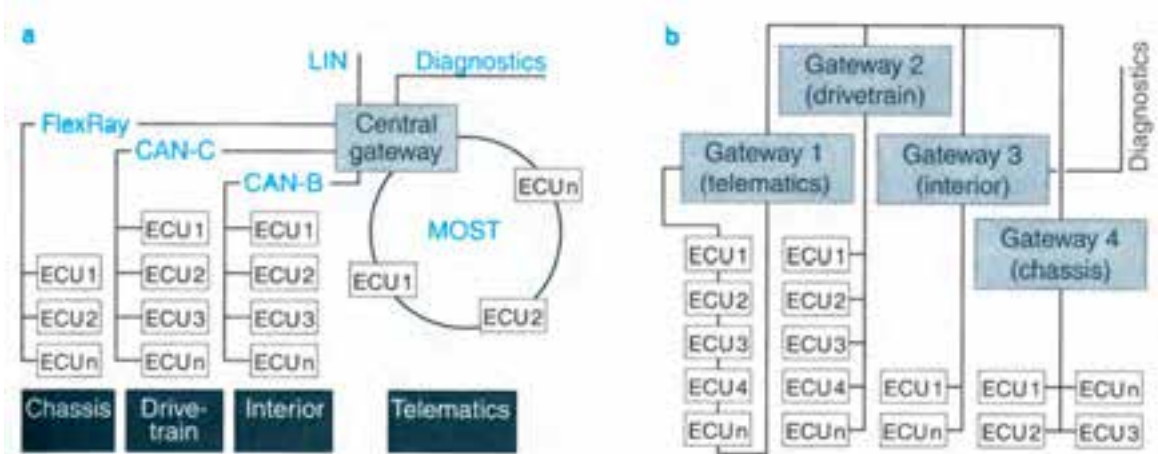 a
LIN
Diagnostics
FlexRay
Central
gateway
CAN-C
CAN-B
ECUn
MOST
ECU1
ECU2
ECU1
ECU2
ECUn
ECU1
ECU2
ECU3
ECUn
ECU1
ECU2
ECU3
ECUn
Chassis
Drive-
train
Interior
Telematics
b
Gateway 2
(drivetrain)
Diagnostics
Gateway 1
(telematics)
Gateway 3
(interior)
Gateway 4
(chassis)
ECU1
ECU2
ECU3
ECU4
ECUn
ECU1
ECU2
ECU3
ECU4
ECUn
ECU1
ECUn
ECU1
ECUn
ECU2
ECU3